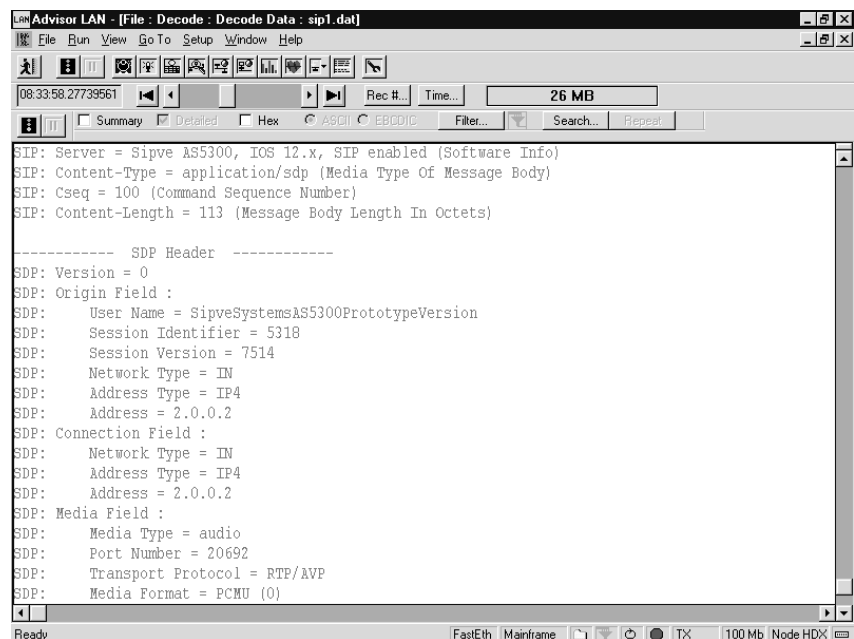 LAN Advisor LAN - [File : Decode : Decode Data : sip1.dat]
File Run View Go To Setup Window Help
08:33:58.27739561 Rec #... Time... 26 MB
Summary Detailed Hex ASCII EBCDIC Filter... Search... Repeat
SIP: Server = Sipve AS5300, IOS 12.x, SIP enabled (Software Info)
SIP: Content-Type = application/sdp (Media Type Of Message Body)
SIP: Cseq = 100 (Command Sequence Number)
SIP: Content-Length = 113 (Message Body Length In Octets)
------------ SDP Header ------------
SDP: Version = 0
SDP: Origin Field :
SDP: User Name = SipveSystemsAS5300PrototypeVersion
SDP: Session Identifier = 5318
SDP: Session Version = 7514
SDP: Network Type = IN
SDP: Address Type = IP4
SDP: Address = 2.0.0.2
SDP: Connection Field :
SDP: Network Type = IN
SDP: Address Type = IP4
SDP: Address = 2.0.0.2
SDP: Media Field :
SDP: Media Type = audio
SDP: Port Number = 20692
SDP: Transport Protocol = RTP/AVP
SDP: Media Format = PCMU (0)
Ready FastEth Mainframe TX 100 Mb Node HDX